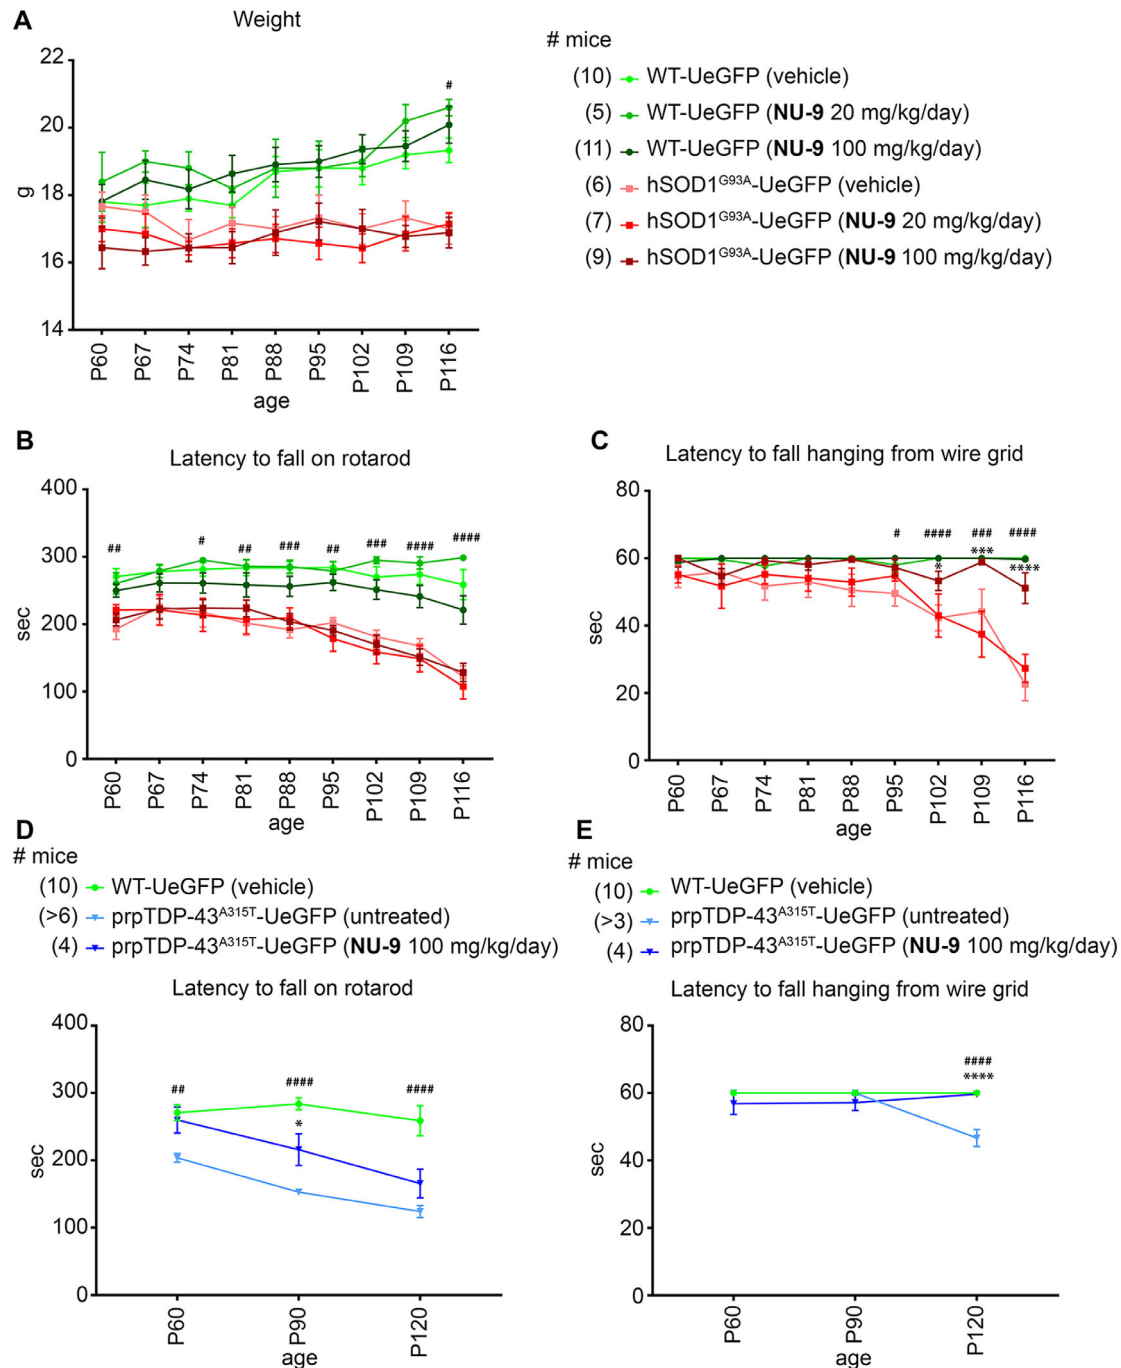 A
Weight
# mice
(10) WT-UeGFP (vehicle)
(5) WT-UeGFP (NU-9 20 mg/kg/day)
(11) WT-UeGFP (NU-9 100 mg/kg/day)
(6) hSOD1G93A-UeGFP (vehicle)
(7) hSOD1G93A-UeGFP (NU-9 20 mg/kg/day)
(9) hSOD1G93A-UeGFP (NU-9 100 mg/kg/day)
22
20
18
16
14
g
#
P60 P67 P74 P81 P88 P95 P102 P109 P116
age
B
Latency to fall on rotarod
400
300
200
100
0
sec
## # ## ### ## ### #### ####
P60 P67 P74 P81 P88 P95 P102 P109 P116
age
C
Latency to fall hanging from wire grid
80
60
40
20
0
sec
# #### ### ####
* *** ****
P60 P67 P74 P81 P88 P95 P102 P109 P116
age
D
# mice
(10) WT-UeGFP (vehicle)
(>6) prpTDP-43A315T-UeGFP (untreated)
(4) prpTDP-43A315T-UeGFP (NU-9 100 mg/kg/day)
Latency to fall on rotarod
400
300
200
100
0
sec
## #### ####
*
P60 P90 P120
age
E
# mice
(10) WT-UeGFP (vehicle)
(>3) prpTDP-43A315T-UeGFP (untreated)
(4) prpTDP-43A315T-UeGFP (NU-9 100 mg/kg/day)
Latency to fall hanging from wire grid
80
60
40
20
0
sec
####
****
P60 P90 P120
age